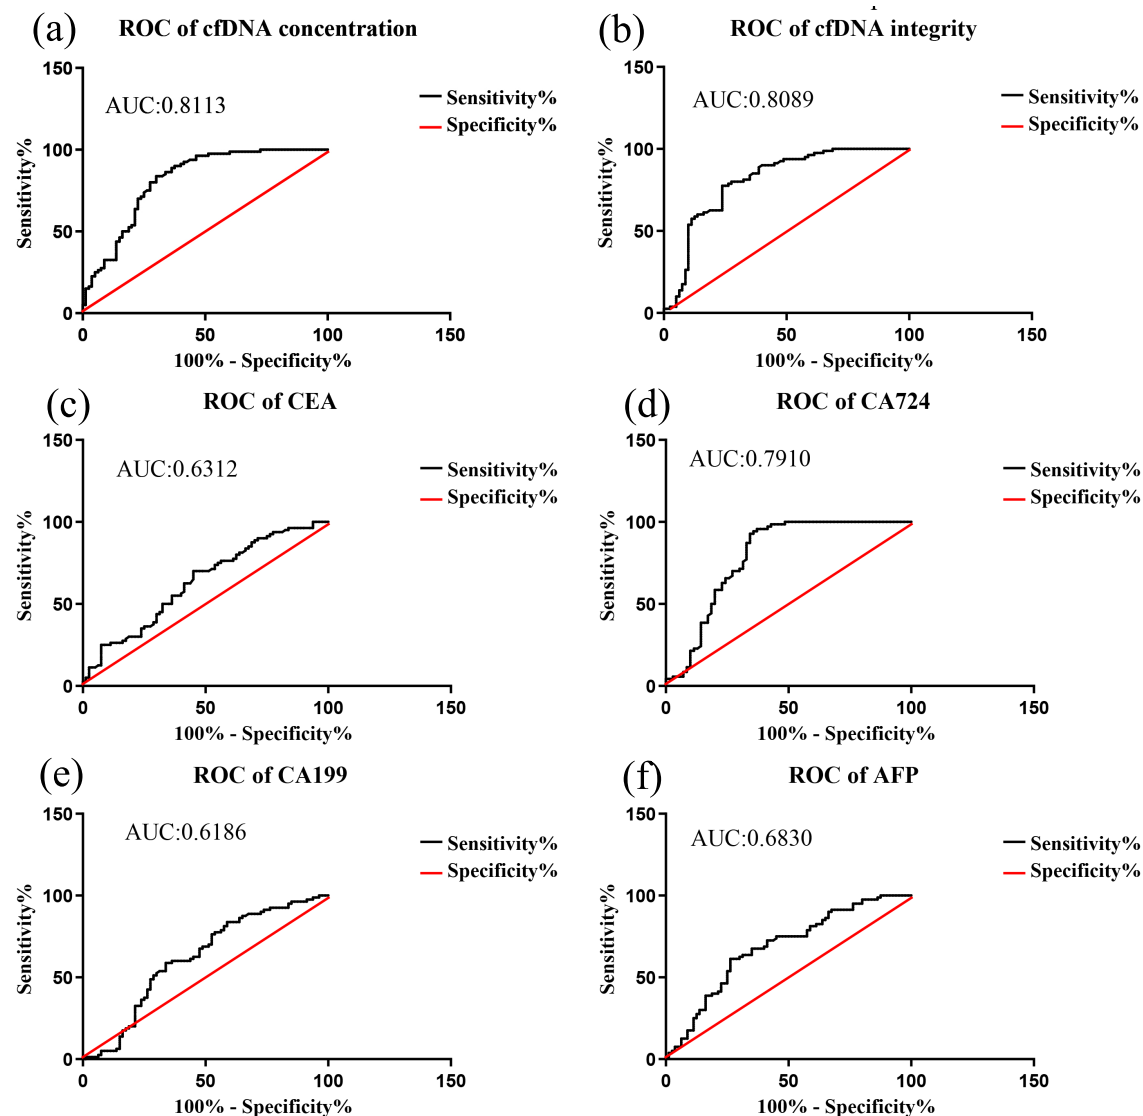 (a)
ROC of cfDNA concentration
150
100
50
0
Sensitivity%
AUC:0.8113
Sensitivity%
Specificity%
0
50
100
150
100% - Specificity%
(b)
ROC of cfDNA integrity
150
100
50
0
Sensitivity%
AUC:0.8089
Sensitivity%
Specificity%
0
50
100
150
100% - Specificity%
(c)
ROC of CEA
150
100
50
0
Sensitivity%
AUC:0.6312
Sensitivity%
Specificity%
0
50
100
150
100% - Specificity%
(d)
ROC of CA724
150
100
50
0
Sensitivity%
AUC:0.7910
Sensitivity%
Specificity%
0
50
100
150
100% - Specificity%
(e)
ROC of CA199
150
100
50
0
Sensitivity%
AUC:0.6186
Sensitivity%
Specificity%
0
50
100
150
100% - Specificity%
(f)
ROC of AFP
150
100
50
0
Sensitivity%
AUC:0.6830
Sensitivity%
Specificity%
0
50
100
150
100% - Specificity%